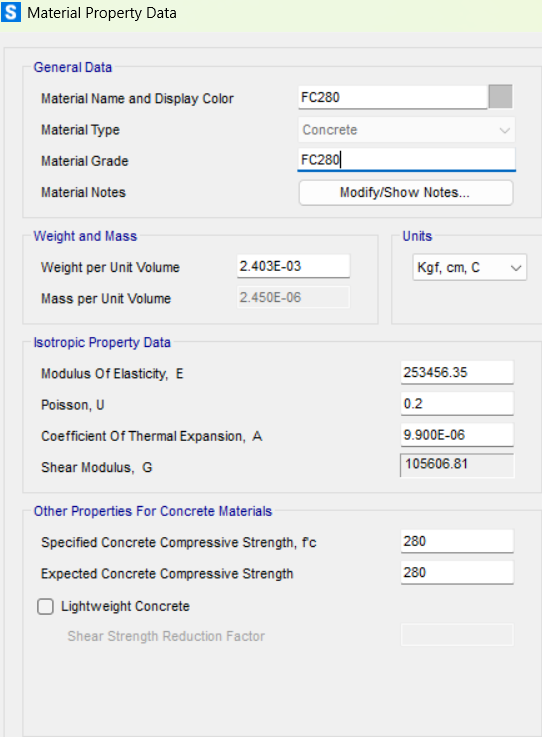 S Material Property Data
General Data
Material Name and Display Color FC280
Material Type Concrete
Material Grade FC280
Material Notes Modify/Show Notes...
Weight and Mass
Weight per Unit Volume 2.403E-03
Mass per Unit Volume 2.450E-06
Units
Kgf, cm, C
Isotropic Property Data
Modulus Of Elasticity, E 253456.35
Poisson, U 0.2
Coefficient Of Thermal Expansion, A 9.900E-06
Shear Modulus, G 105606.81
Other Properties For Concrete Materials
Specified Concrete Compressive Strength, f'c 280
Expected Concrete Compressive Strength 280
Lightweight Concrete
Shear Strength Reduction Factor